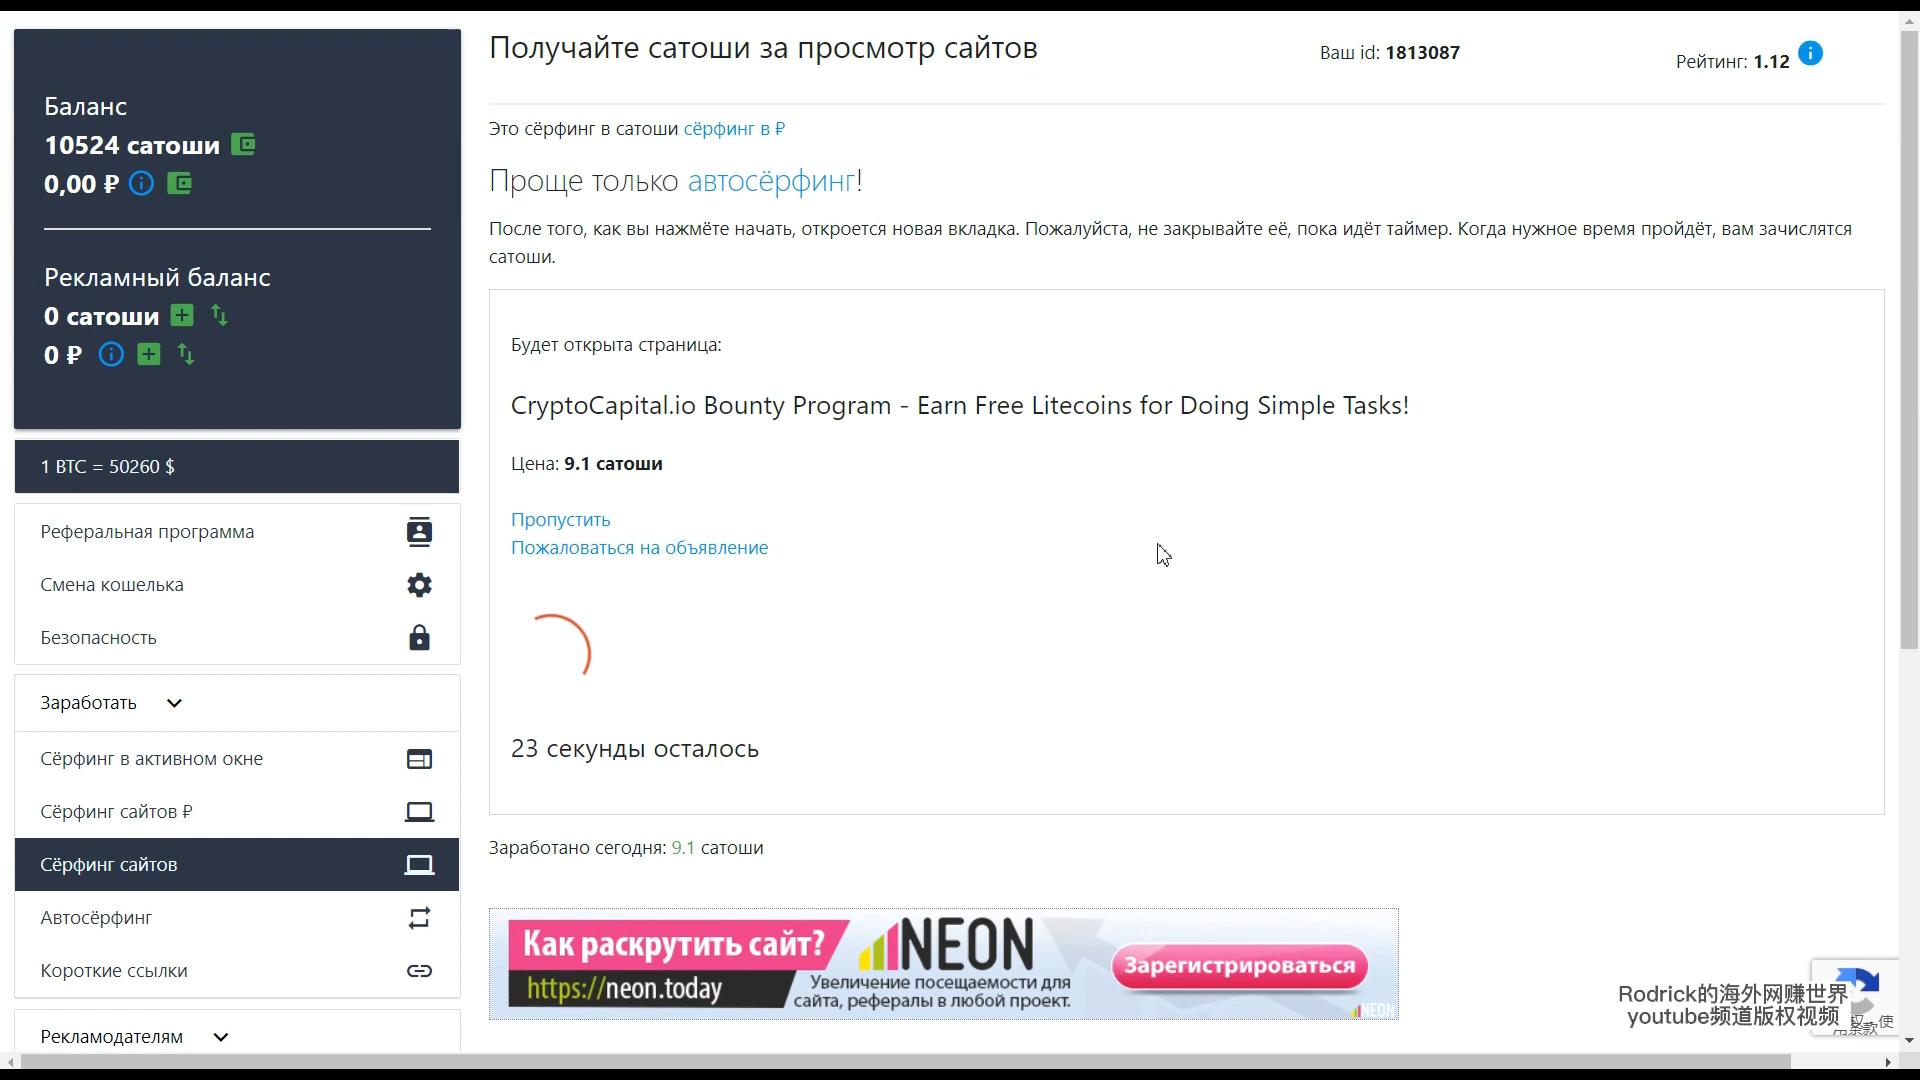 Баланс
10524 сатоши
0,00 ₽
Рекламный баланс
0 сатоши
0 ₽
1 BTC = 50260 $
Реферальная программа
Смена кошелька
Безопасность
Заработать
Сёрфинг в активном окне
Сёрфинг сайтов ₽
Сёрфинг сайтов
Автосёрфинг
Короткие ссылки
Рекламодателям
Получайте сатоши за просмотр сайтов
Ваш id: 1813087
Рейтинг: 1.12
Это сёрфинг в сатоши сёрфинг в ₽
Проще только автосёрфинг!
После того, как вы нажмёте начать, откроется новая вкладка. Пожалуйста, не закрывайте её, пока идёт таймер. Когда нужное время пройдёт, вам зачислятся
сатоши.
Будет открыта страница:
CryptoCapital.io Bounty Program - Earn Free Litecoins for Doing Simple Tasks!
Цена: 9.1 сатоши
Пропустить
Пожаловаться на объявление
23 секунды осталось
Заработано сегодня: 9.1 сатоши
Как раскрутить сайт?
https://neon.today
NEON
Увеличение посещаемости для
сайта, рефералы в любой проект.
Зарегистрироваться
NEON
Rodrick的海外网赚世界
youtube频道版权视频